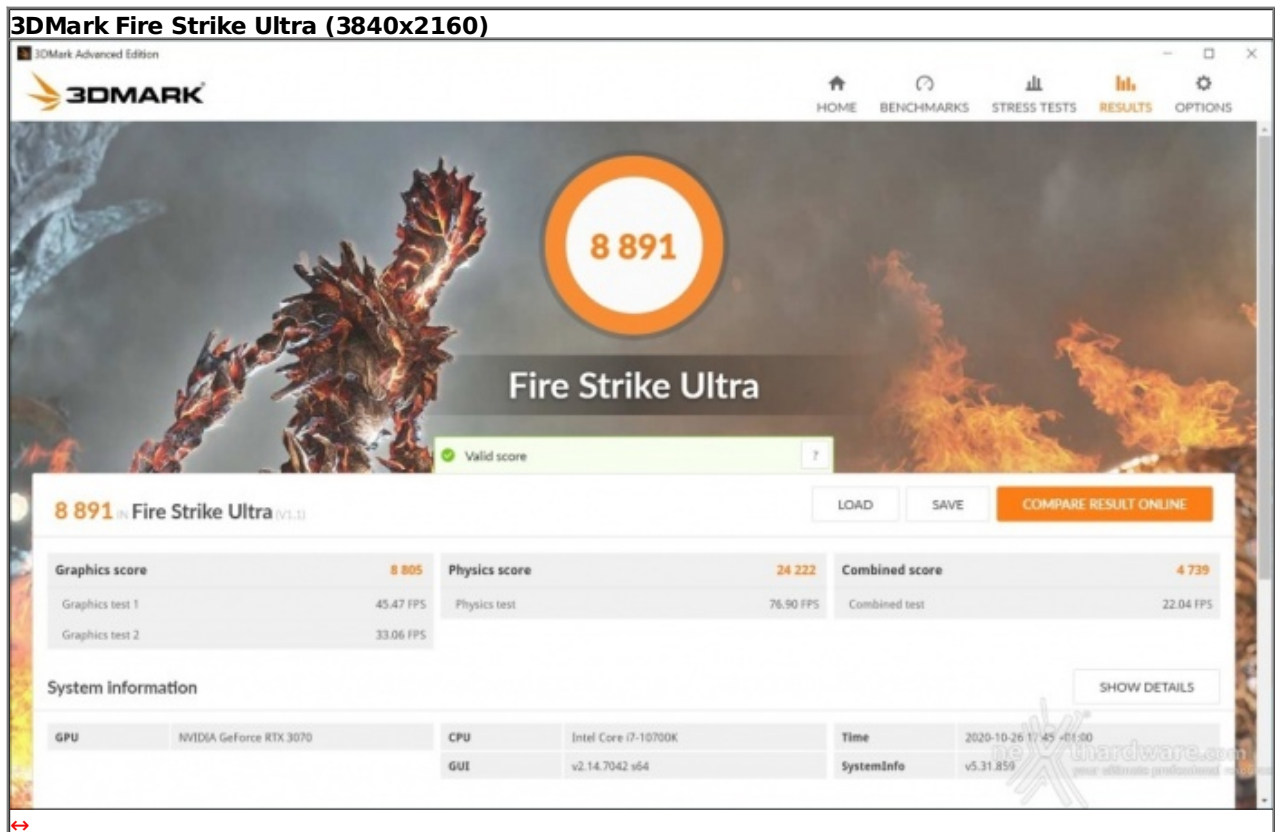 3DMark Fire Strike Ultra (3840x2160)
3DMark Advanced Edition
3DMARK
HOME BENCHMARKS STRESS TESTS RESULTS OPTIONS
8 891
Fire Strike Ultra
Valid score ?
8 891 IN Fire Strike Ultra (V1.1) LOAD SAVE COMPARE RESULT ONLINE
Graphics score 8 805 Physics score 24 222 Combined score 4 739
Graphics test 1 45.47 FPS Physics test 76.90 FPS Combined test 22.04 FPS
Graphics test 2 33.06 FPS
System information SHOW DETAILS
GPU NVIDIA GeForce RTX 3070 CPU Intel Core i7-10700K Time 2020-10-26 17:45 +01:00
GUI v2.14.7042 s64 SystemInfo v5.31.859
nexthardware.com
your ultimate professional